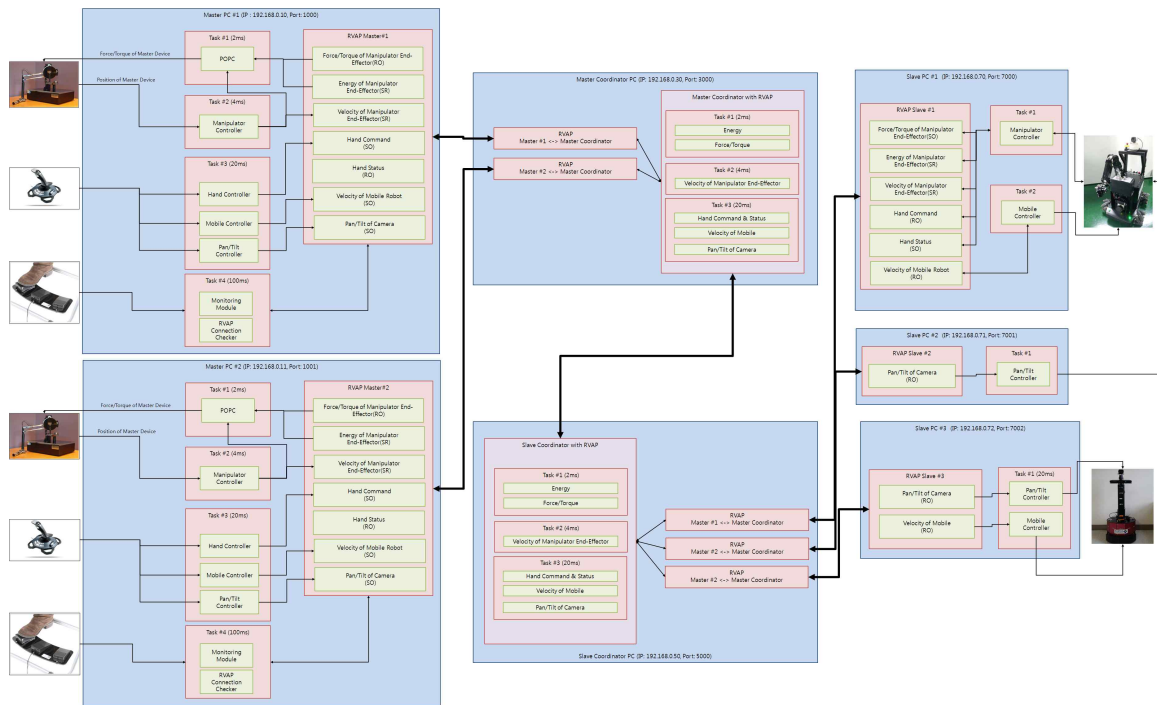 Master PC #1 (IP : 192.168.0.10, Port:1000)
Force/Torque of Master Device
Position of Master Device
Task #1 (2ms)
POPC
Task #2 (4ms)
Manipulator
Controller
Task #3 (20ms)
Hand Controller
Mobile Controller
Pan/Tilt
Controller
Task #4 (100ms)
Monitoring
Module
RVAP
Connection
Checker
RVAP Master#1
Force/Torque of Manipulator End-
Effector(RO)
Energy of Manipulator
End-Effector(SR)
Velocity of Manipulator
End-Effector(SR)
Hand Command
(SO)
Hand Status
(RO)
Velocity of Mobile Robot
(SO)
Pan/Tilt of Camera
(SO)
Master PC #2 (IP: 192.168.0.11, Port:1001)
Force/Torque of Master Device
Position of Master Device
Task #1 (2ms)
POPC
Task #2 (4ms)
Manipulator
Controller
Task #3 (20ms)
Hand Controller
Mobile Controller
Pan/Tilt
Controller
Task #4 (100ms)
Monitoring
Module
RVAP
Connection
Checker
RVAP Master#2
Force/Torque of Manipulator End-
Effector(RO)
Energy of Manipulator
End-Effector(SR)
Velocity of Manipulator
End-Effector(SR)
Hand Command
(SO)
Hand Status
(RO)
Velocity of Mobile Robot
(SO)
Pan/Tilt of Camera
(SO)
Master Coordinator PC (IP: 192.168.0.30, Port:3000)
RVAP
Master #1 <-> Master Coordinator
RVAP
Master #2 <-> Master Coordinator
Master Coordinator with RVAP
Task #1 (2ms)
Energy
Force/Torque
Task #2 (4ms)
Velocity of Manipulator End-Effector
Task #3 (20ms)
Hand Command & Status
Velocity of Mobile
Pan/Tilt of Camera
Slave Coordinator with RVAP
Task #1 (2ms)
Energy
Force/Torque
Task #2 (4ms)
Velocity of Manipulator End-Effector
Task #3 (20ms)
Hand Command & Status
Velocity of Mobile
Pan/Tilt of Camera
RVAP
Master #1 <-> Master Coordinator
RVAP
Master #2 <-> Master Coordinator
RVAP
Master #2 <-> Master Coordinator
Slave Coordinator PC (IP: 192.168.0.50, Port:5000)
Slave PC #1 (IP: 192.168.0.70, Port:7000)
RVAP Slave #1
Force/Torque of Manipulator
End-Effector(SO)
Energy of Manipulator
End-Effector(SR)
Velocity of Manipulator
End-Effector(SR)
Hand Command
(RO)
Hand Status
(SO)
Velocity of Mobile Robot
(RO)
Task #1
Manipulator
Controller
Task #2
Mobile
Controller
Slave PC #2 (IP: 192.168.0.71, Port:7001)
RVAP Slave #2
Pan/Tilt of Camera
(RO)
Task #1
Pan/Tilt
Controller
Slave PC #3 (IP: 192.168.0.72, Port:7002)
RVAP Slave #3
Pan/Tilt of Camera
(RO)
Velocity of Mobile
(RO)
Task #1 (20ms)
Pan/Tilt
Controller
Mobile
Controller